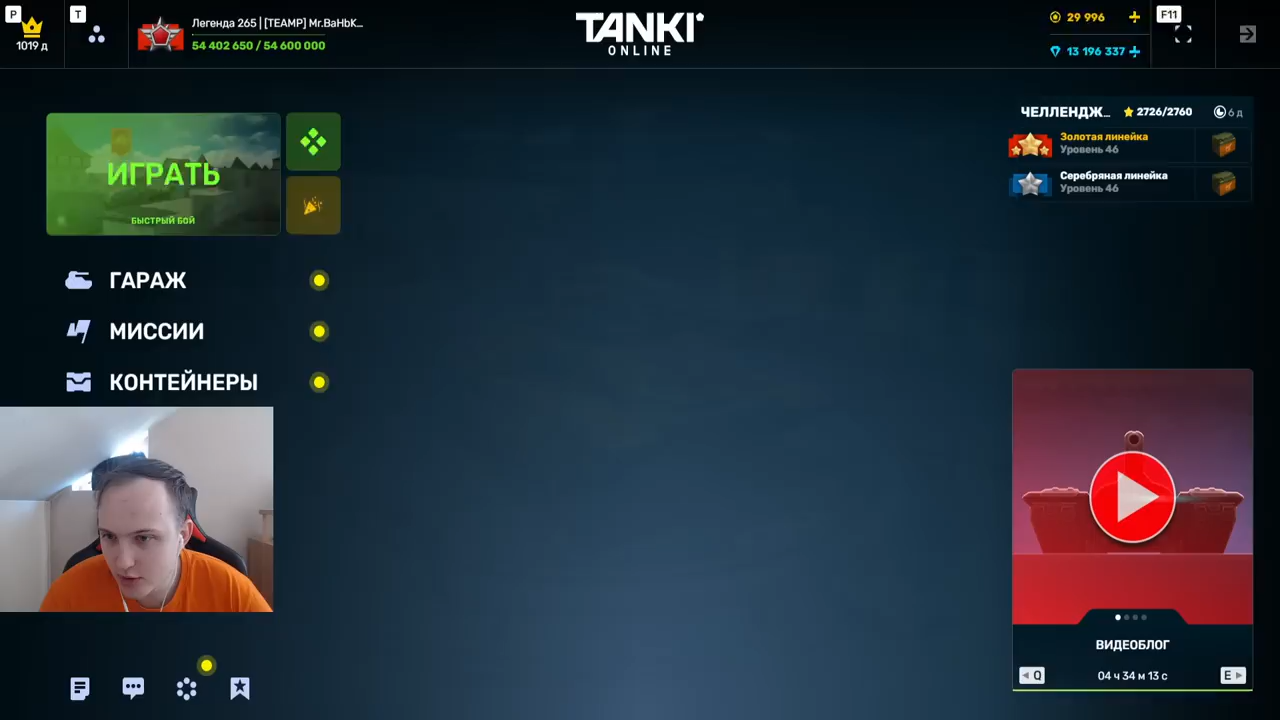 P
1019 д
T
Легенда 265 | [TEAMP] Mr.BaHbK...
54 402 650 / 54 600 000
TANKI
ONLINE
29 996
13 196 337
F11
ИГРАТЬ
БЫСТРЫЙ БОЙ
ГАРАЖ
МИССИИ
КОНТЕЙНЕРЫ
ЧЕЛЛЕНДЖ... 2726/2760 6 д
Золотая линейка
Уровень 46
Серебряная линейка
Уровень 46
ВИДЕОБЛОГ
Q 04 ч 34 м 13 с E